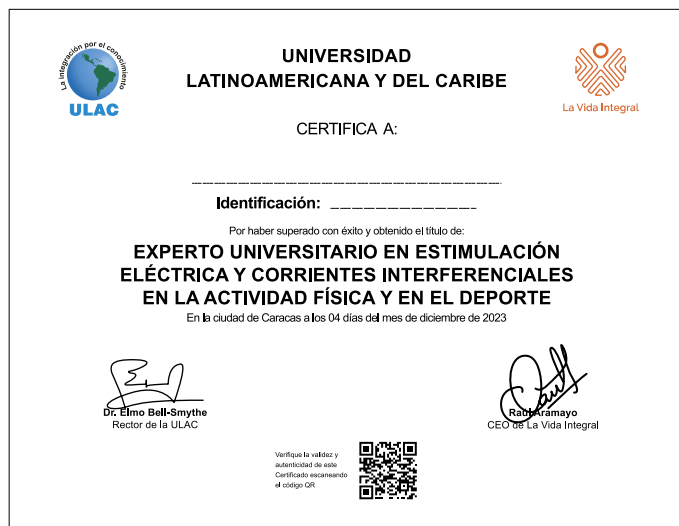 La integración por el conocimiento
ULAC
UNIVERSIDAD
LATINOAMERICANA Y DEL CARIBE
La Vida Integral
CERTIFICA A:
Identificación:
Por haber superado con éxito y obtenido el título de:
EXPERTO UNIVERSITARIO EN ESTIMULACIÓN
ELÉCTRICA Y CORRIENTES INTERFERENCIALES
EN LA ACTIVIDAD FÍSICA Y EN EL DEPORTE
En la ciudad de Caracas a los 04 días del mes de diciembre de 2023
Dr. Elmo Bell-Smythe
Rector de la ULAC
Raúl Aramayo
CEO de La Vida Integral
Verifique la validez y
autenticidad de este
Certificado escaneando
el código QR